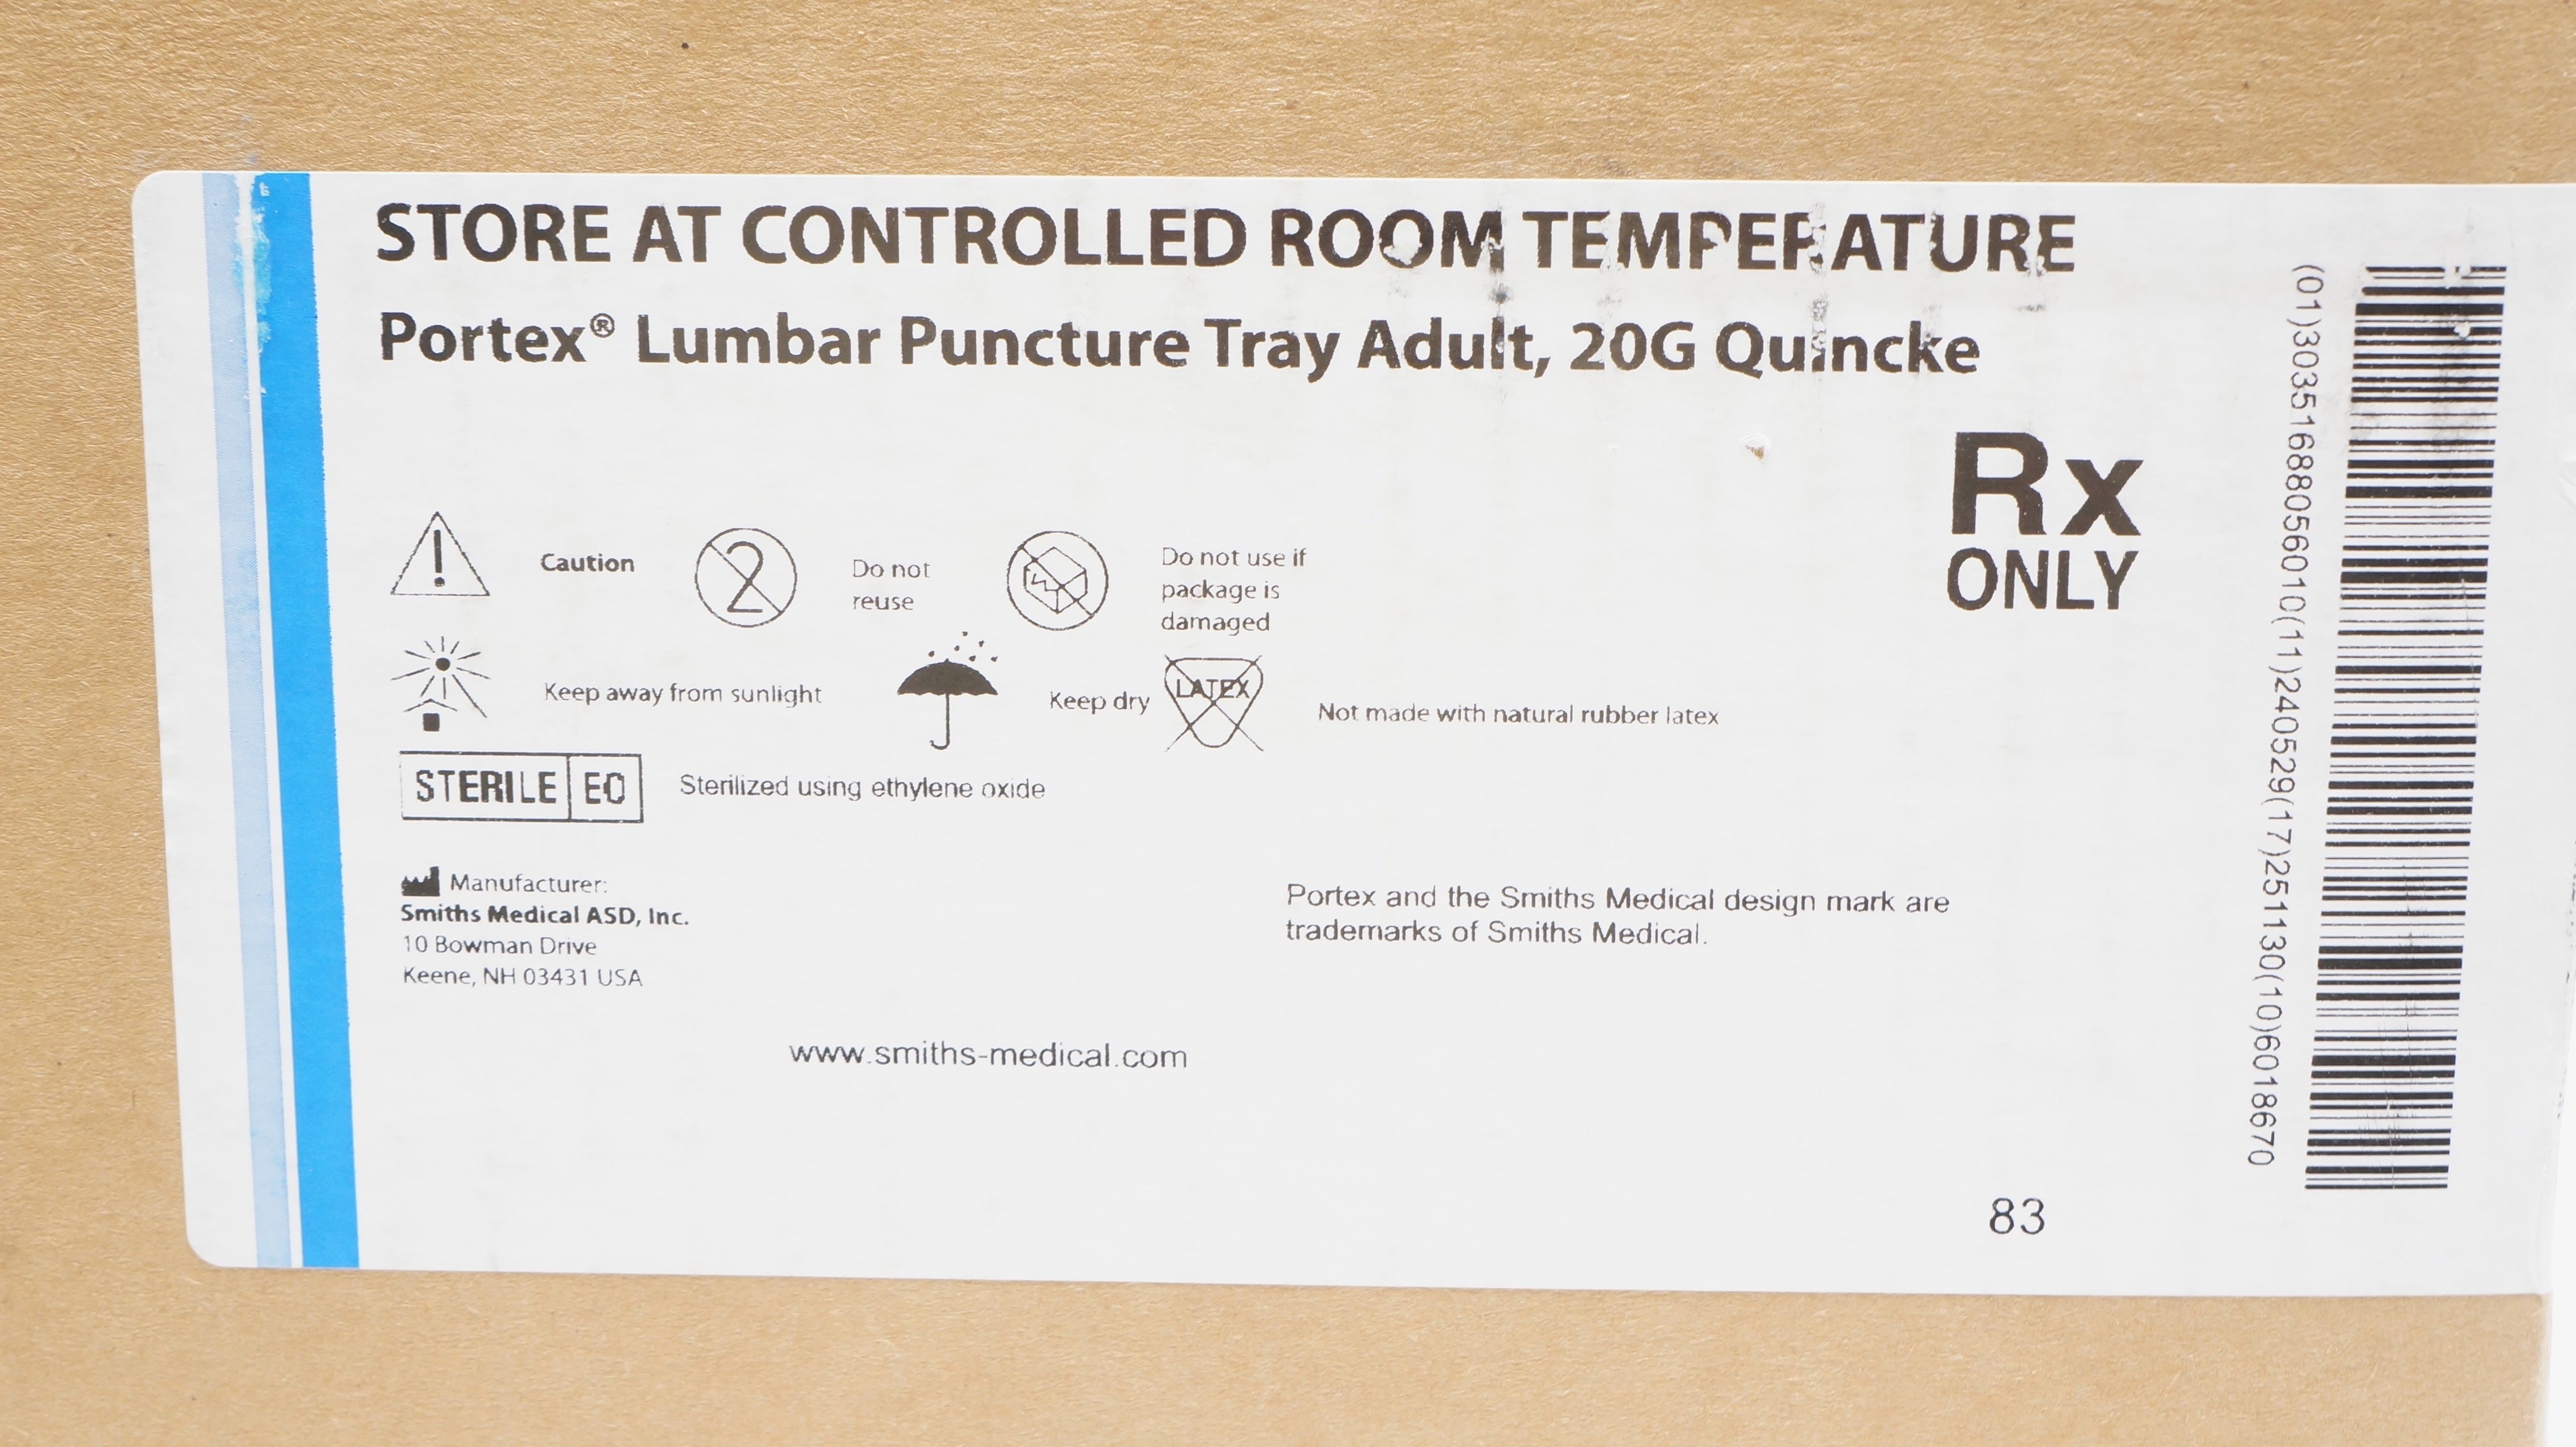 STORE AT CONTROLLED ROOM TEMPERATURE
Portex® Lumbar Puncture Tray Adult, 20G Quincke
Rx
ONLY
Caution
2
Do not
reuse
Do not use if
package is
damaged
Keep away from sunlight
Keep dry
LATEX
Not made with natural rubber latex
STERILE EO
Sterilized using ethylene oxide
Manufacturer:
Smiths Medical ASD, Inc.
10 Bowman Drive
Keene, NH 03431 USA
Portex and the Smiths Medical design mark are
trademarks of Smiths Medical.
www.smiths-medical.com
83
(01)30351688056010(11)240529(17)251130(10)6018670